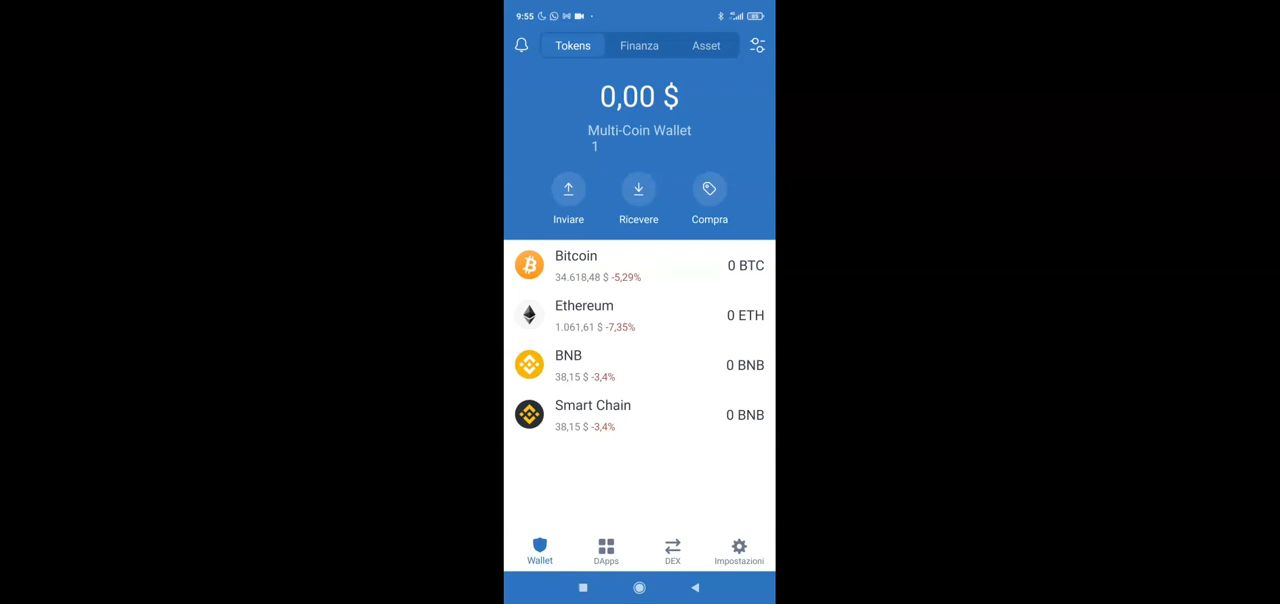 9:55
Tokens Finanza Asset
0,00 $
Multi-Coin Wallet
1
Inviare Ricevere Compra
Bitcoin
34.618,48 $ -5,29%
0 BTC
Ethereum
1.061,61 $ -7,35%
0 ETH
BNB
38,15 $ -3,4%
0 BNB
Smart Chain
38,15 $ -3,4%
0 BNB
Wallet DApps DEX Impostazioni